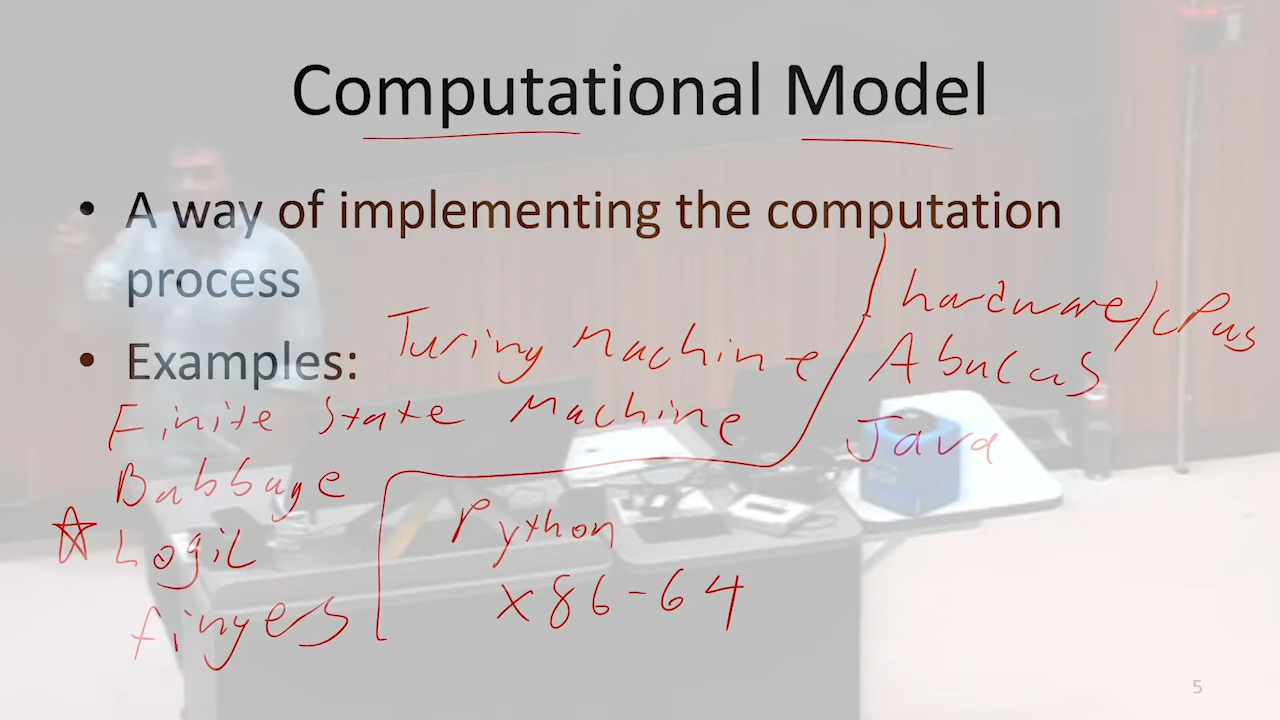 Computational Model
• A way of implementing the computation
process
• Examples:
Turing Machine
Finite State Machine
Babbage
Logic
fingers
hardware/CPUs
Abacus
Java
Python
x86-64
5